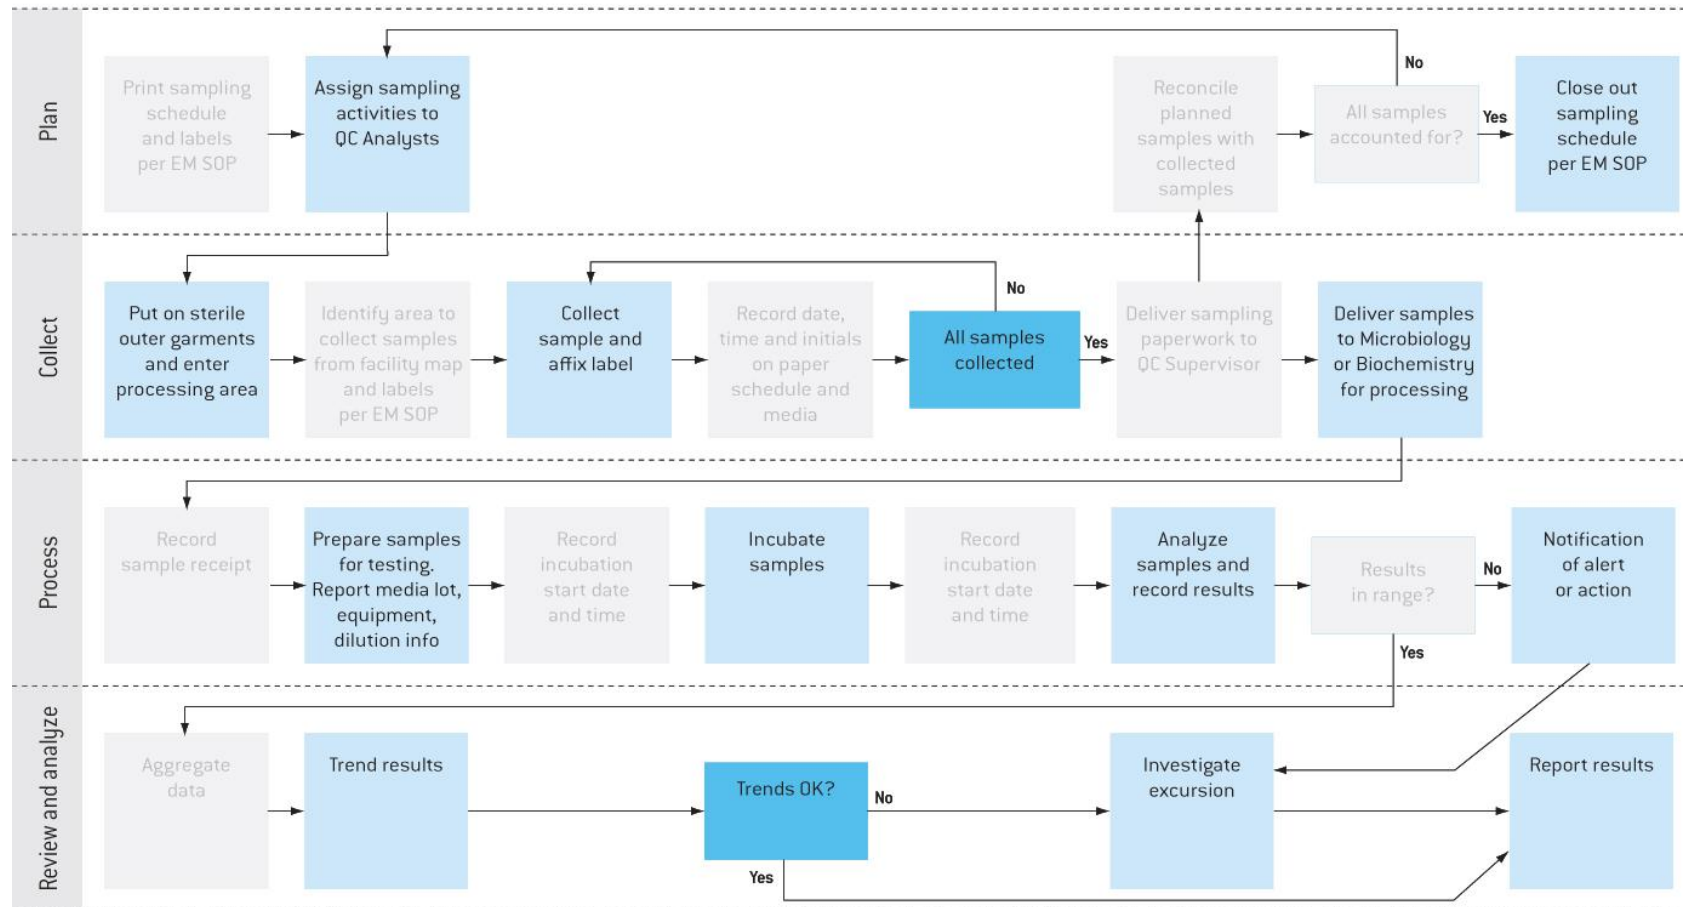 Plan
Print sampling
schedule
and labels
per EM SOP
Assign sampling
activities to
QC Analysts
Reconcile
planned
samples with
collected
samples
All samples
accounted for?
No
Yes
Close out
sampling
schedule
per EM SOP
Collect
Put on sterile
outer garments
and enter
processing area
Identify area to
collect samples
from facility map
and labels
per EM SOP
Collect
sample and
affix label
Record date,
time and initials
on paper
schedule and
media
No
All samples
collected
Yes
Deliver sampling
paperwork to
QC Supervisor
Deliver samples
to Microbiology
or Biochemistry
for processing
Process
Record
sample receipt
Prepare samples
for testing.
Report media lot,
equipment,
dilution info
Record
incubation
start date
and time
Incubate
samples
Record
incubation
start date
and time
Analyze
samples and
record results
Results
in range?
No
Yes
Notification
of alert
or action
Review and analyze
Aggregate
data
Trend results
Trends OK?
No
Yes
Investigate
excursion
Report results